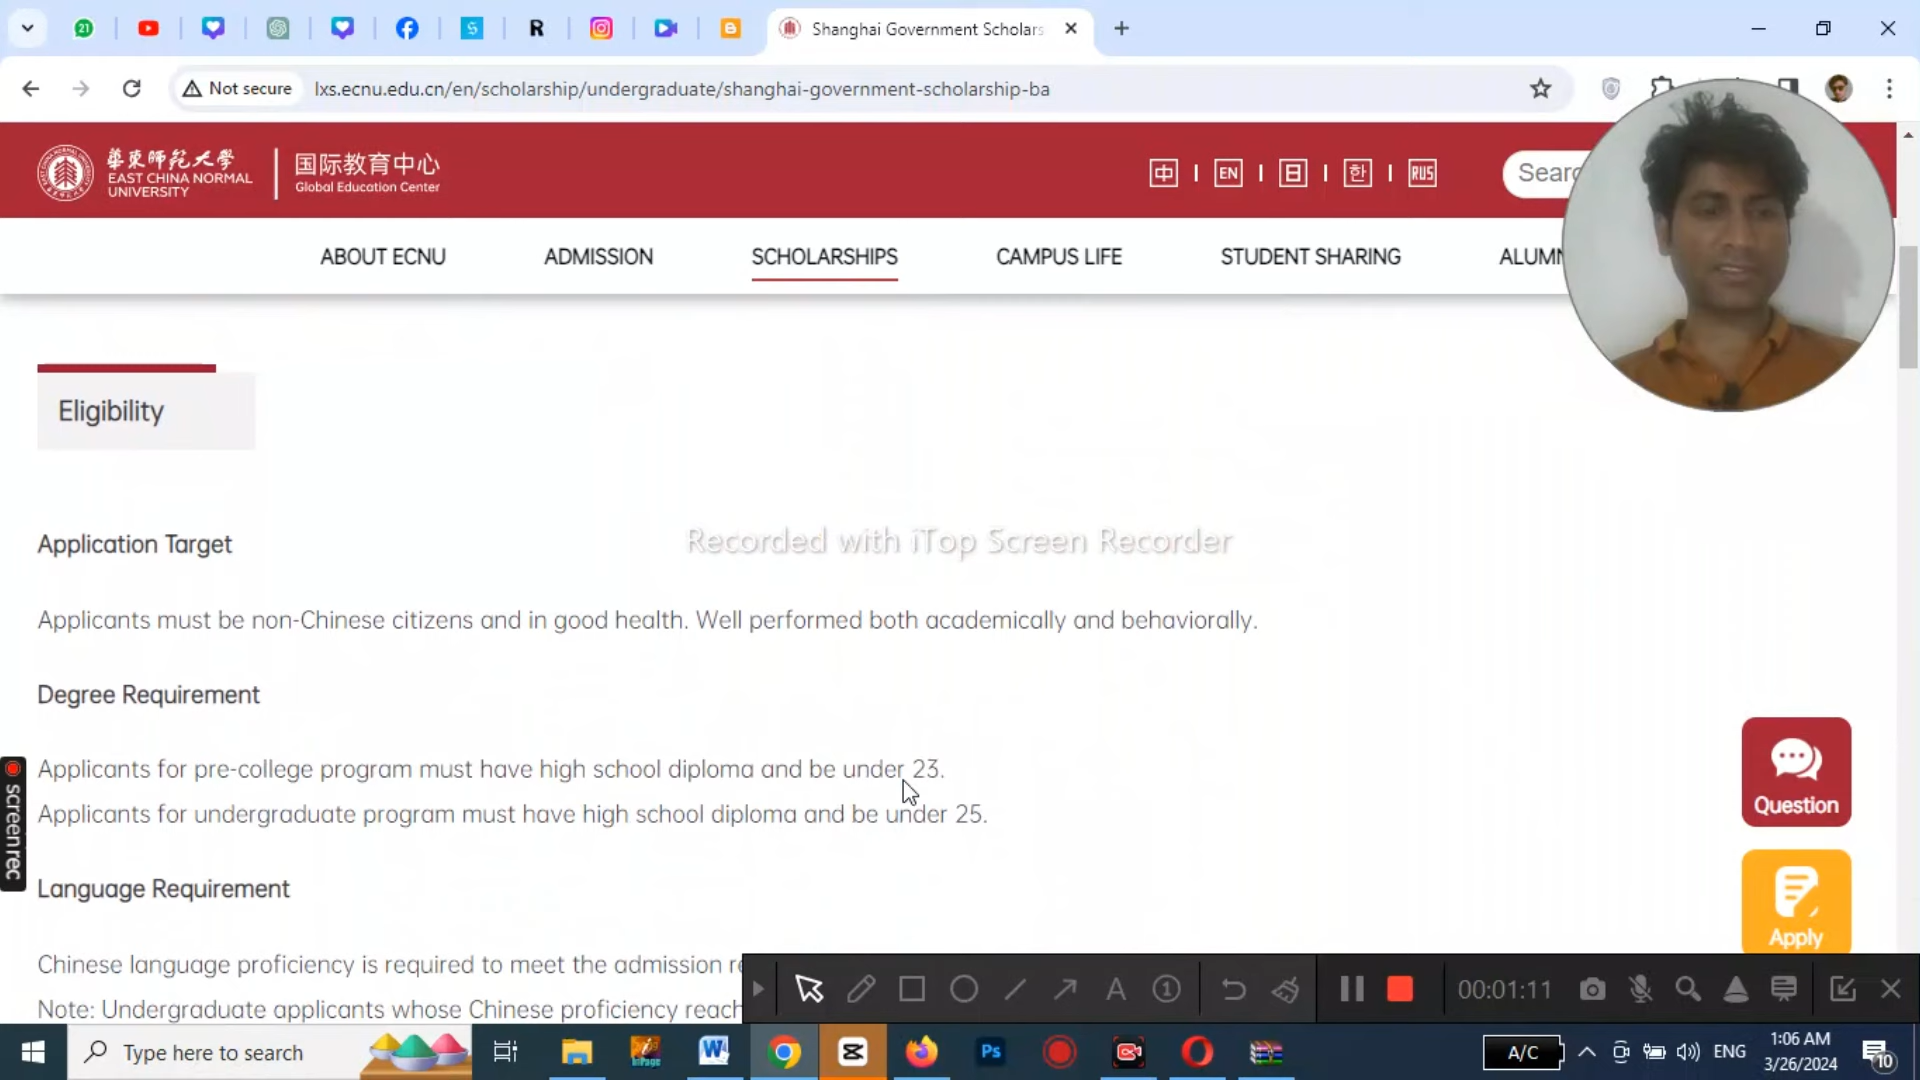 Shanghai Government Scholars
Not secure
lxs.ecnu.edu.cn/en/scholarship/undergraduate/shanghai-government-scholarship-ba
華東師範大學
EAST CHINA NORMAL
UNIVERSITY
国际教育中心
Global Education Center
中
EN
日
한
RUS
Searc
ABOUT ECNU
ADMISSION
SCHOLARSHIPS
CAMPUS LIFE
STUDENT SHARING
ALUMN
Eligibility
Application Target
Recorded with iTop Screen Recorder
Applicants must be non-Chinese citizens and in good health. Well performed both academically and behaviorally.
Degree Requirement
Applicants for pre-college program must have high school diploma and be under 23.
Applicants for undergraduate program must have high school diploma and be under 25.
Question
screenrec
Language Requirement
Apply
Chinese language proficiency is required to meet the admission re
Note: Undergraduate applicants whose Chinese proficiency reach
00:01:11
Type here to search
A/C
ENG
1:06 AM
3/26/2024
10